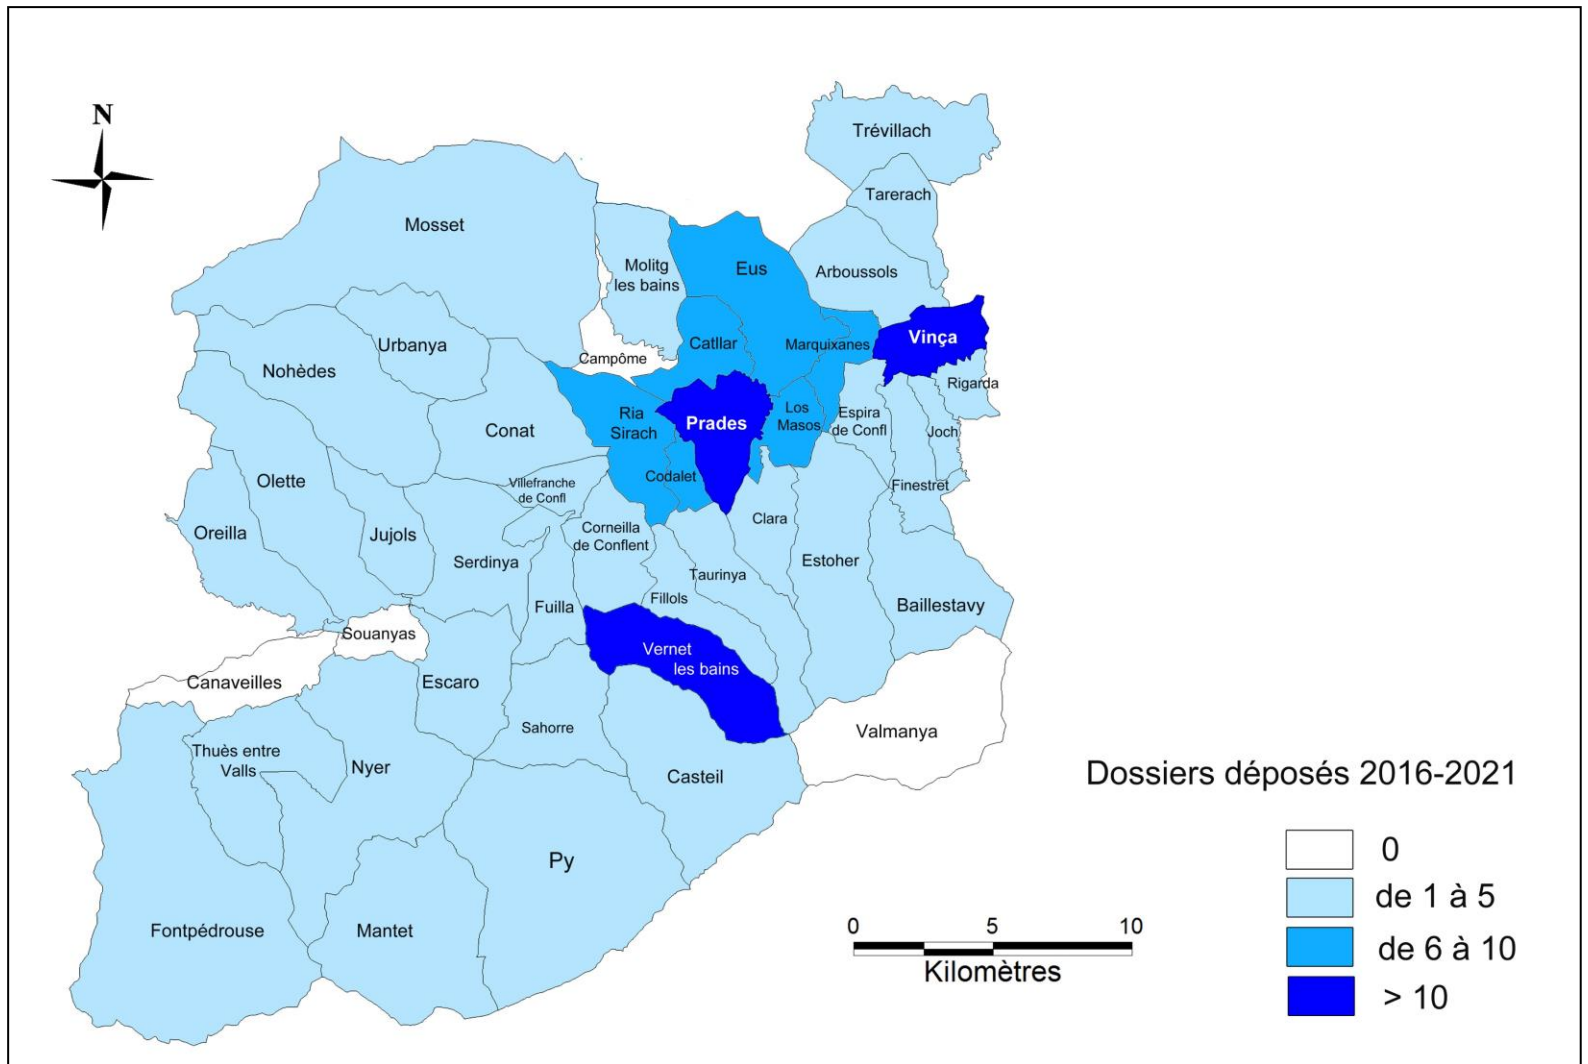 N
Trévillach
Tarerach
Mosset
Molitg
les bains
Eus
Arboussols
Urbanya
Campôme
Catllar
Marquixanes
Vinça
Nohèdes
Rigarda
Conat
Ria
Sirach
Prades
Los
Masos
Espira
de Confl
Joch
Olette
Villefranche
de Confl
Codalet
Finestret
Oreilla
Jujols
Serdinya
Corneilla
de Conflent
Clara
Estoher
Taurinya
Fuilla
Fillols
Baillestavy
Souanyas
Vernet
les bains
Canaveilles
Escaro
Sahorre
Valmanya
Thuès entre
Valls
Nyer
Casteil
Py
Fontpédrouse
Mantet
0 5 10
Kilomètres
Dossiers déposés 2016-2021
0
de 1 à 5
de 6 à 10
> 10